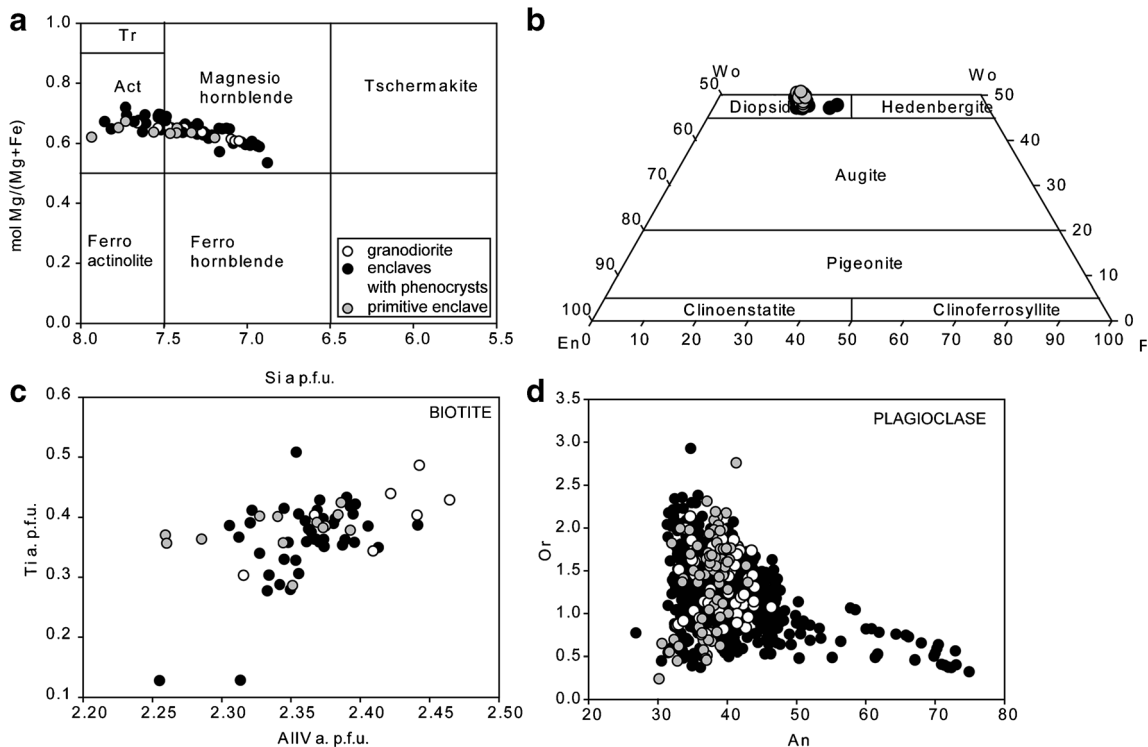 a
1.0
0.8
0.6
0.4
0.2
0.0
mol Mg/(Mg+Fe)
Tr
Act
Magnesio
hornblende
Tschermakite
Ferro
actinolite
Ferro
hornblende
granodiorite
enclaves
with phenocrysts
primitive enclave
8.0 7.5 7.0 6.5 6.0 5.5
Si a p.f.u.
b
Wo Wo
50 50
Diopsid Hedenbergite
60 40
Augite
70 30
80 20
Pigeonite
90 10
Clinoenstatite Clinoferrosyllite
100 0
En 0 10 20 30 40 50 60 70 80 90 100 F
c
BIOTITE
0.6
0.5
0.4
0.3
0.2
0.1
Ti a. p.f.u.
2.20 2.25 2.30 2.35 2.40 2.45 2.50
AlIV a. p.f.u.
d
PLAGIOCLASE
3.5
3.0
2.5
2.0
1.5
1.0
0.5
0.0
Or
20 30 40 50 60 70 80
An